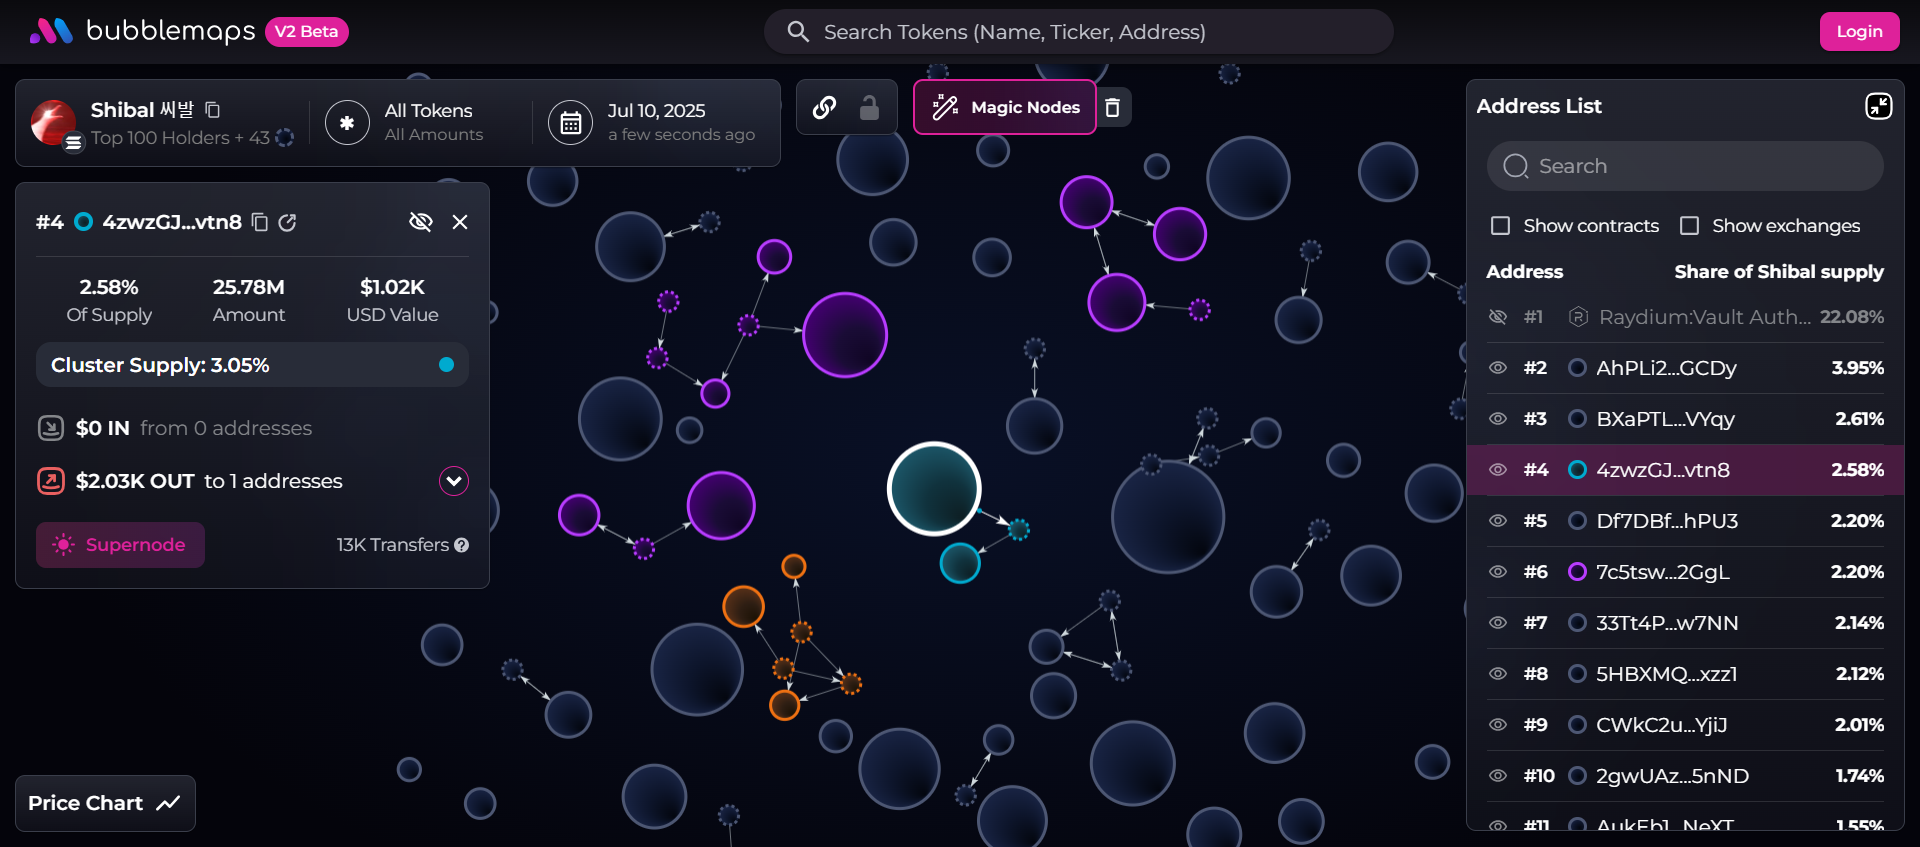 bubblemaps V2 Beta
Search Tokens (Name, Ticker, Address)
Login
Shibal 씨발
Top 100 Holders + 43
All Tokens
All Amounts
Jul 10, 2025
a few seconds ago
Magic Nodes
#4 4zwzGJ...vtn8
2.58% 25.78M $1.02K
Of Supply Amount USD Value
Cluster Supply: 3.05%
$0 IN from 0 addresses
$2.03K OUT to 1 addresses
Supernode 13K Transfers ?
Price Chart
Address List
Search
Show contracts Show exchanges
Address Share of Shibal supply
#1 Raydium:Vault Auth... 22.08%
#2 AhPLi2...GCDy 3.95%
#3 BXaPTL...VYqy 2.61%
#4 4zwzGJ...vtn8 2.58%
#5 Df7DBf...hPU3 2.20%
#6 7c5tsw...2GgL 2.20%
#7 33Tt4P...w7NN 2.14%
#8 5HBXMQ...xzz1 2.12%
#9 CWkC2u...YjiJ 2.01%
#10 2gwUAz...5nND 1.74%
#11 AukEb1...NeXT 1.55%